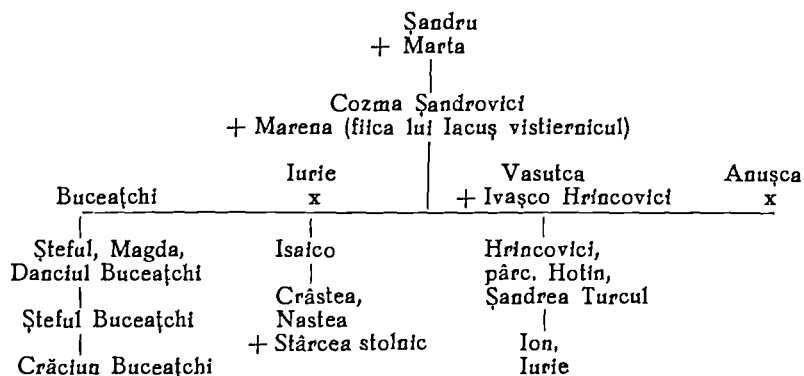 Șandru
+ Marta
Cozma Șandrovici
+ Marena (fiica lui Iacuș vistiernicul)
Buceațchi
Iurie
x
Vasutca
+ Ivașco Hrincovici
Anușca
x
Șteful, Magda,
Danciul Buceațchi
Șteful Buceațchi
Crăciun Buceațchi
Isaico
Crâstea,
Nastea
+ Stârcea stolnic
Hrincovici,
pârc. Hotin,
Șandrea Turcul
Ion,
Iurie